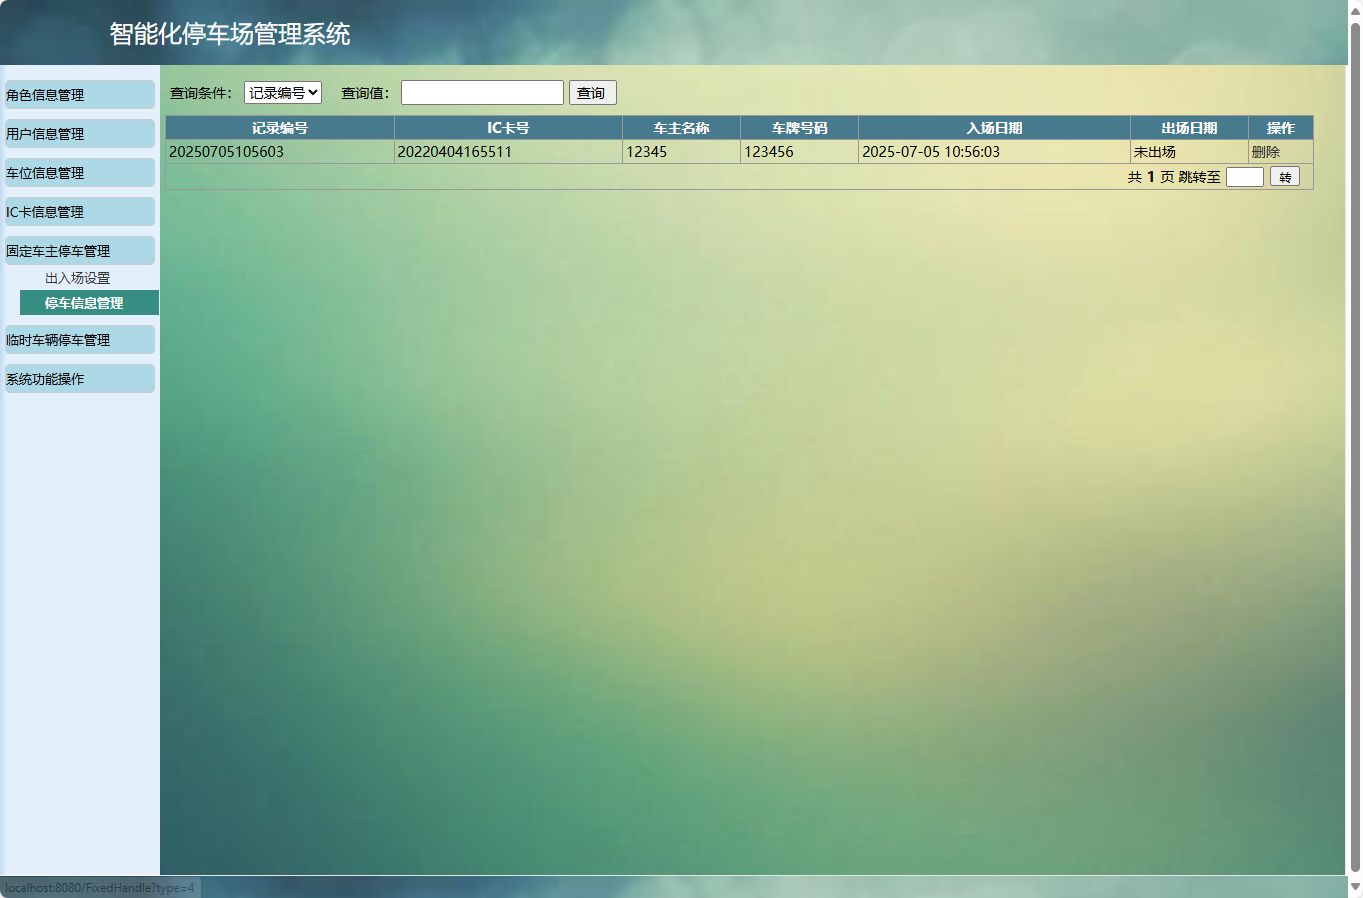 智能化停车场管理系统
角色信息管理
用户信息管理
车位信息管理
IC卡信息管理
固定车主停车管理
出入场设置
停车信息管理
临时车辆停车管理
系统功能操作
查询条件： 记录编号 查询值： 查询
记录编号 IC卡号 车主名称 车牌号码 入场日期 出场日期 操作
20250705105603 20220404165511 12345 123456 2025-07-05 10:56:03 未出场 删除
共 1 页 跳转至 转
localhost:8080/FixedHandle?type=4